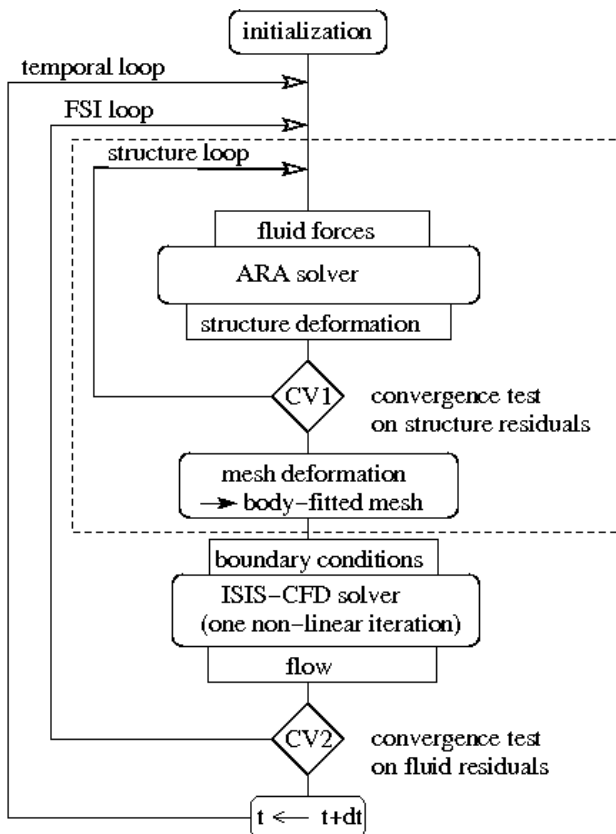 initialization
temporal loop
FSI loop
structure loop
fluid forces
ARA solver
structure deformation
CV1
convergence test
on structure residuals
mesh deformation
→ body-fitted mesh
boundary conditions
ISIS-CFD solver
(one non-linear iteration)
flow
CV2
convergence test
on fluid residuals
t ← t+dt